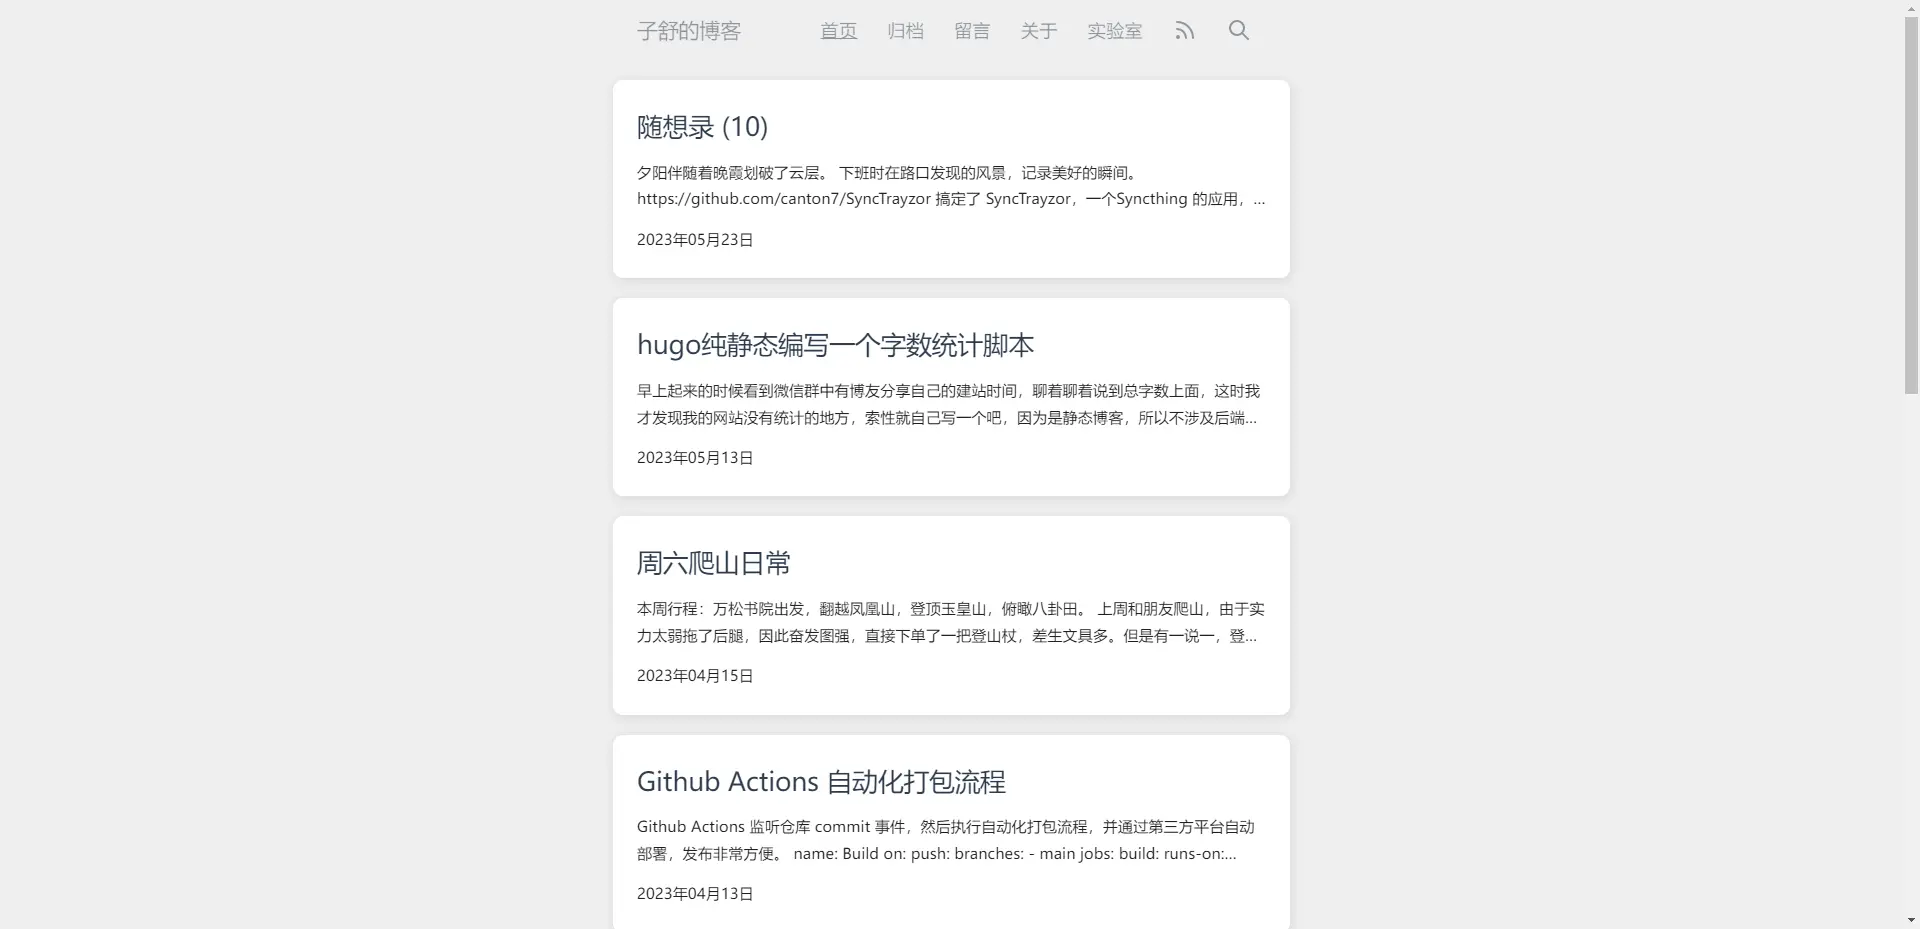 子舒的博客 首页 归档 留言 关于 实验室
随想录 (10)
夕阳伴随着晚霞划破了云层。 下班时在路口发现的风景，记录美好的瞬间。
https://github.com/canton7/SyncTrayzor 搞定了 SyncTrayzor，一个Syncthing 的应用，...
2023年05月23日
hugo纯静态编写一个字数统计脚本
早上起来的时候看到微信群中有博友分享自己的建站时间，聊着聊着说到总字数上面，这时我
才发现我的网站没有统计的地方，索性就自己写一个吧，因为是静态博客，所以不涉及后端...
2023年05月13日
周六爬山日常
本周行程：万松书院出发，翻越凤凰山，登顶玉皇山，俯瞰八卦田。 上周和朋友爬山，由于实
力太弱拖了后腿，因此奋发图强，直接下单了一把登山杖，差生文具多。但是有一说一，登...
2023年04月15日
Github Actions 自动化打包流程
Github Actions 监听仓库 commit 事件，然后执行自动化打包流程，并通过第三方平台自动
部署，发布非常方便。 name: Build on: push: branches: - main jobs: build: runs-on:...
2023年04月13日